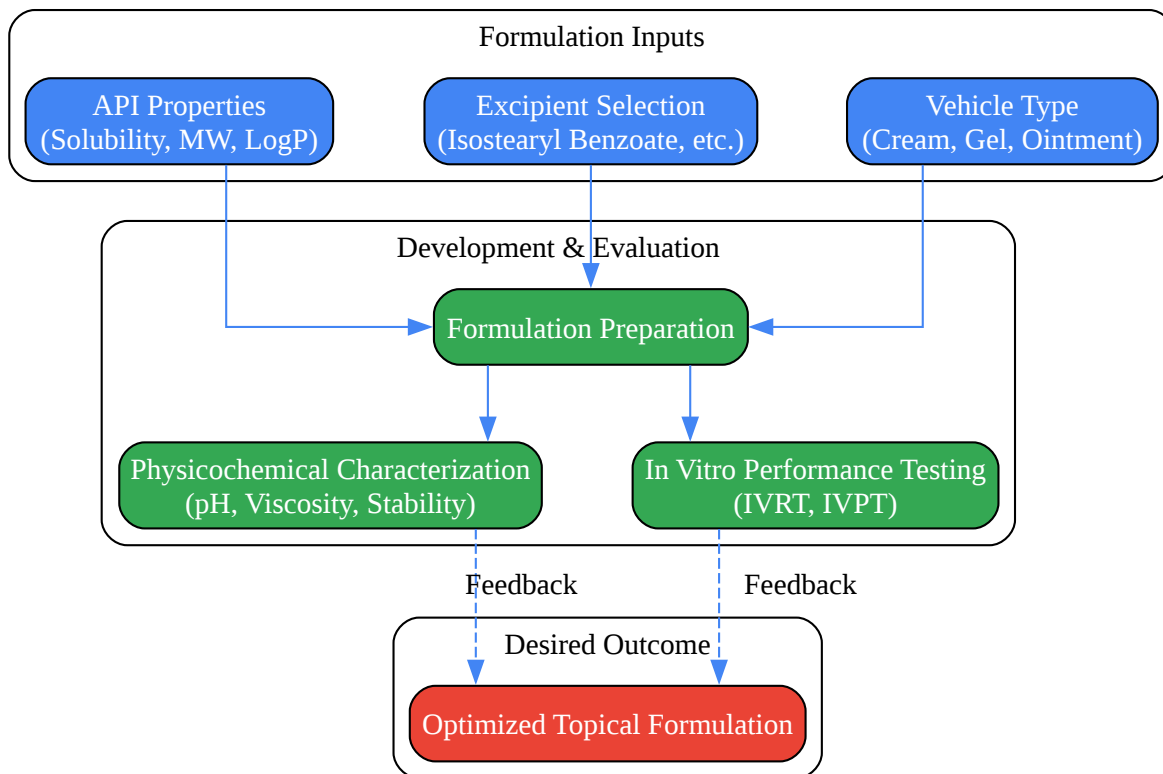 Formulation Inputs
API Properties
(Solubility, MW, LogP)
Excipient Selection
(Isostearyl Benzoate, etc.)
Vehicle Type
(Cream, Gel, Ointment)
Development & Evaluation
Formulation Preparation
Physicochemical Characterization
(pH, Viscosity, Stability)
In Vitro Performance Testing
(IVRT, IVPT)
Feedback
Feedback
Desired Outcome
Optimized Topical Formulation